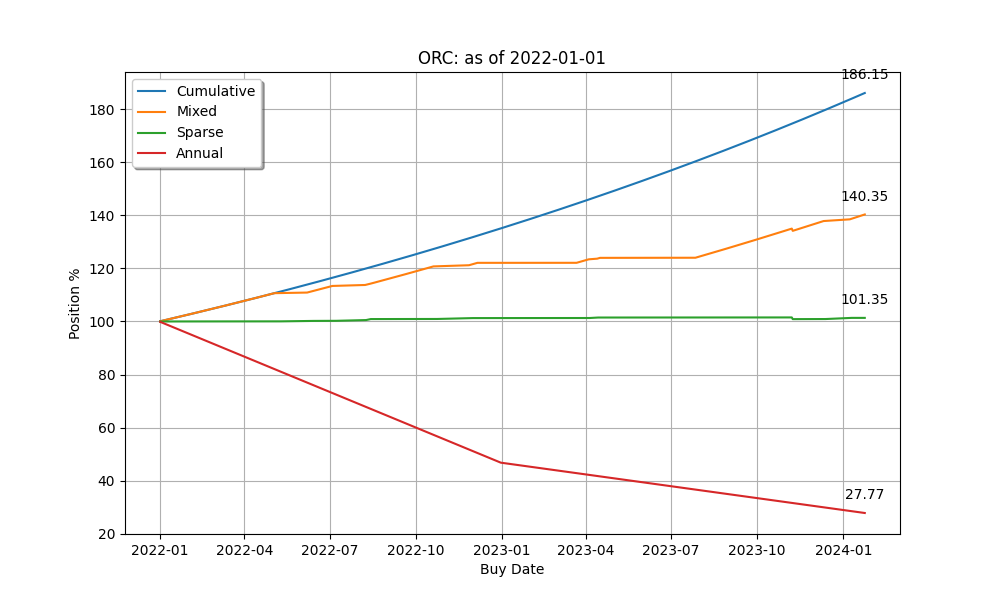 ORC: as of 2022-01-01
186.15
Cumulative
Mixed
Sparse
Annual
140.35
101.35
27.77
Position %
180
160
140
120
100
80
60
40
20
2022-01 2022-04 2022-07 2022-10 2023-01 2023-04 2023-07 2023-10 2024-01
Buy Date